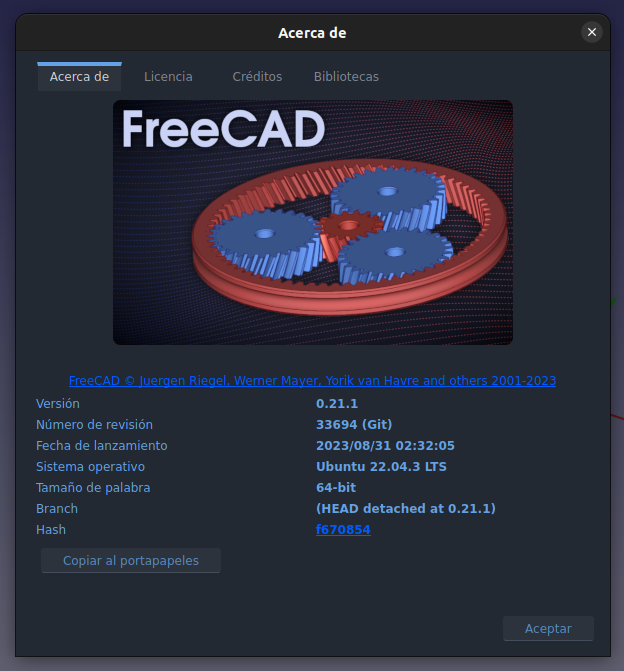 Acerca de
Acerca de Licencia Créditos Bibliotecas
FreeCAD
FreeCAD © Juergen Riegel, Werner Mayer, Yorik van Havre and others 2001-2023
Versión 0.21.1
Número de revisión 33694 (Git)
Fecha de lanzamiento 2023/08/31 02:32:05
Sistema operativo Ubuntu 22.04.3 LTS
Tamaño de palabra 64-bit
Branch (HEAD detached at 0.21.1)
Hash f670854
Copiar al portapapeles
Aceptar